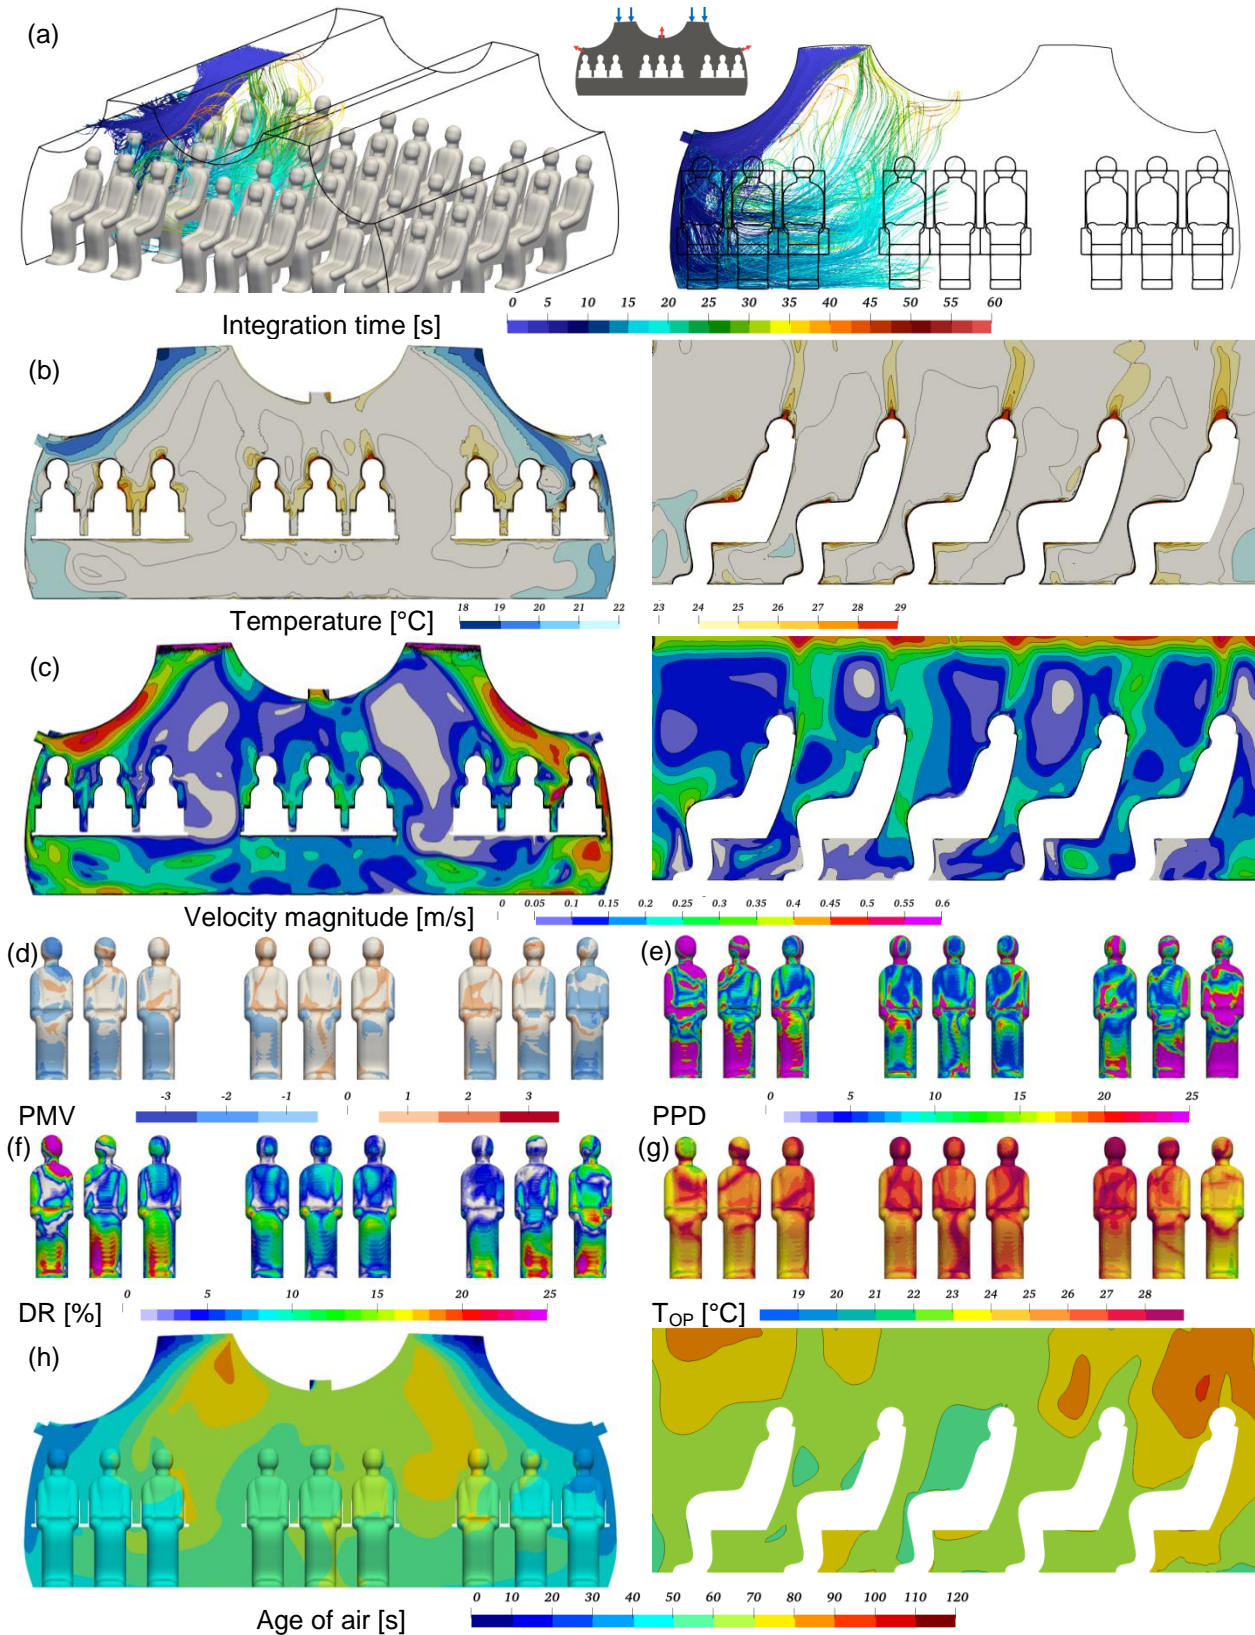 (a)
0 5 10 15 20 25 30 35 40 45 50 55 60
Integration time [s]
(b)
18 19 20 21 22 23 24 25 26 27 28 29
Temperature [°C]
(c)
0 0.05 0.1 0.15 0.2 0.25 0.3 0.35 0.4 0.45 0.5 0.55 0.6
Velocity magnitude [m/s]
(d)
(e)
-3 -2 -1 0 1 2 3
PMV
0 5 10 15 20 25
PPD
(f)
(g)
0 5 10 15 20 25
DR [%]
19 20 21 22 23 24 25 26 27 28
TOP [°C]
(h)
0 10 20 30 40 50 60 70 80 90 100 110 120
Age of air [s]